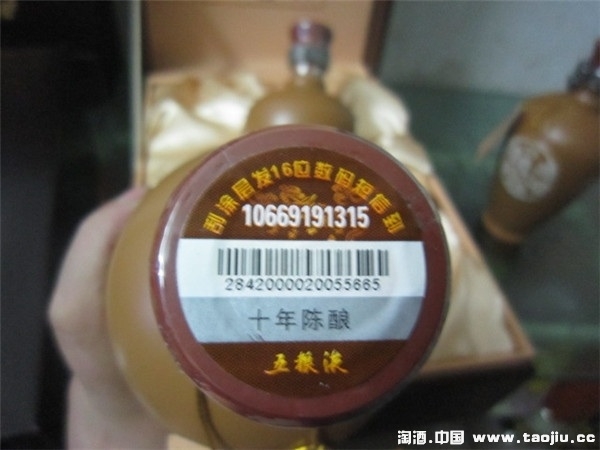 刮涂层发16位数码短信到
10669191315
2842000020055665
十年陈酿
五粮液
淘酒.中国 www.taojiu.cc